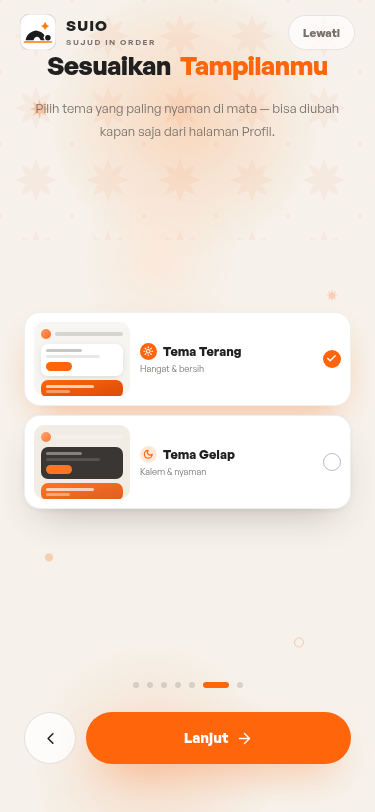 SUIO
SUJUD IN ORDER
Lewati
Sesuaikan Tampilanmu
Pilih tema yang paling nyaman di mata — bisa diubah
kapan saja dari halaman Profil.
Tema Terang
Hangat & bersih
Tema Gelap
Kalem & nyaman
Lanjut